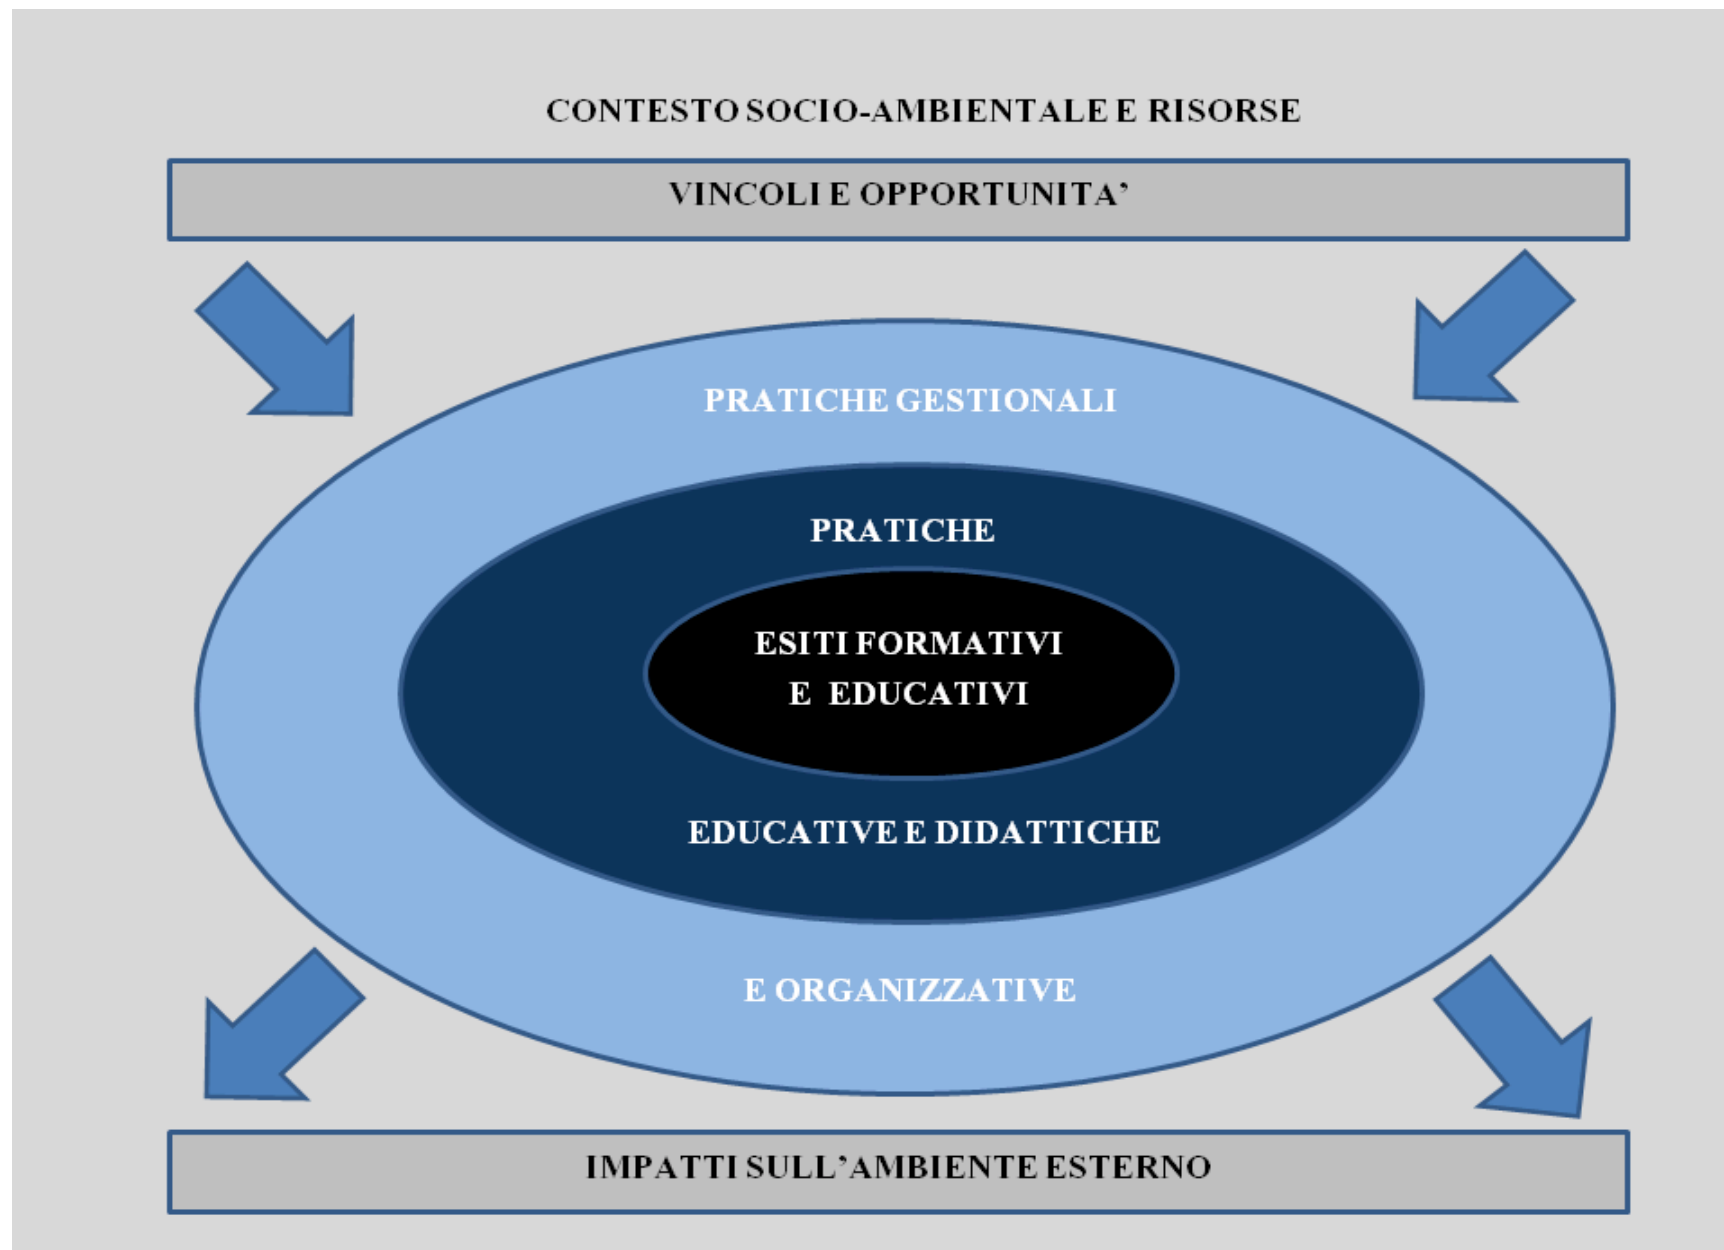 CONTESTO SOCIO-AMBIENTALE E RISORSE
VINCOLI E OPPORTUNITA’
PRATICHE GESTIONALI
PRATICHE
ESITI FORMATIVI
E EDUCATIVI
EDUCATIVE E DIDATTICHE
E ORGANIZZATIVE
IMPATTI SULL’AMBIENTE ESTERNO